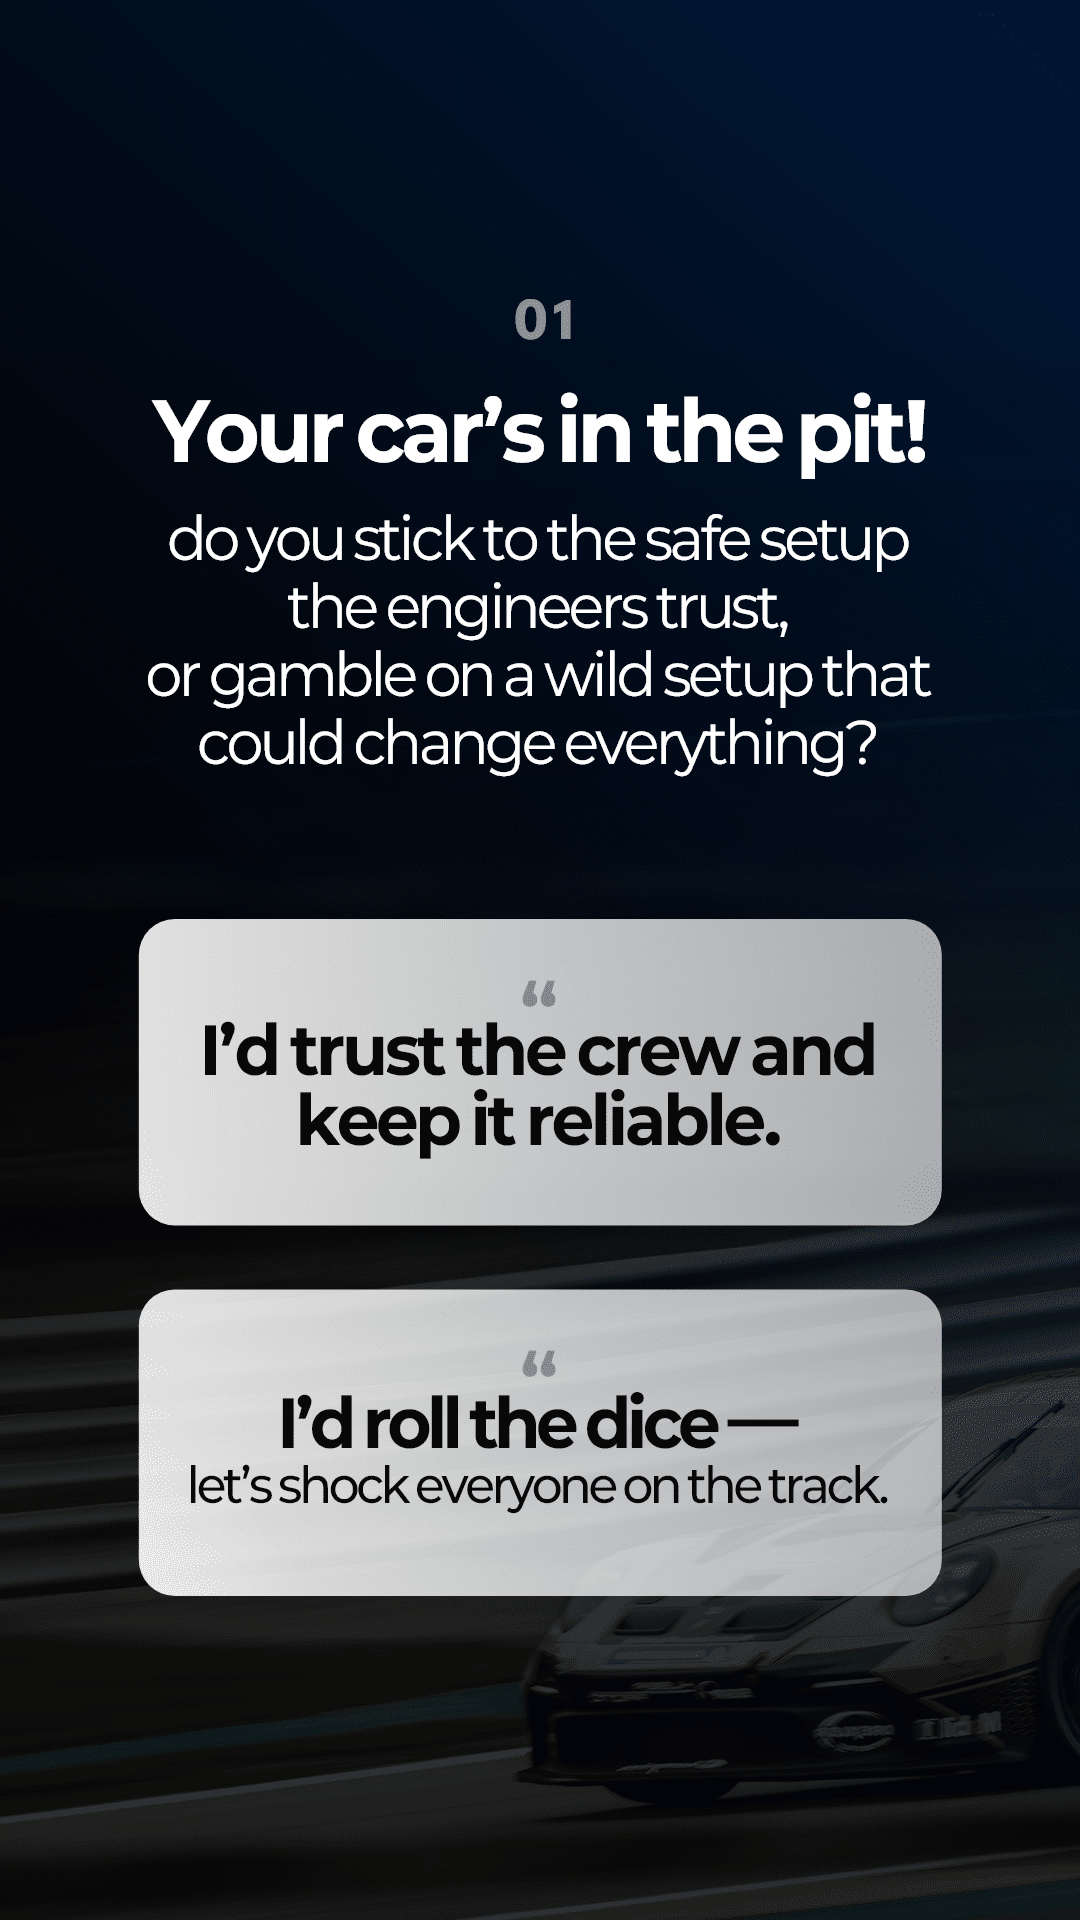 01
Your car’s in the pit!
do you stick to the safe setup
the engineers trust,
or gamble on a wild setup that
could change everything?
“
I’d trust the crew and
keep it reliable.
“
I’d roll the dice —
let’s shock everyone on the track.